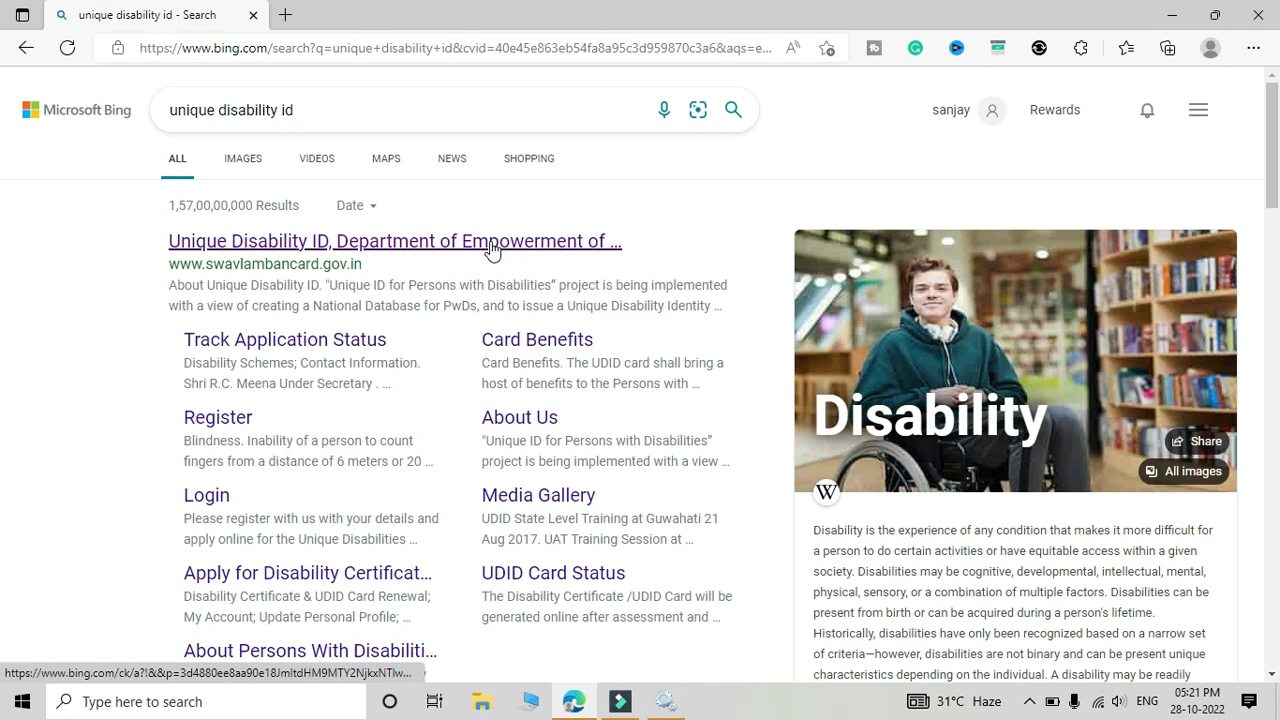 unique disability id - Search
https://www.bing.com/search?q=unique+disability+id&cvid=40e45e863eb54fa8a95c3d959870c3a6&aqs=e...
Microsoft Bing
unique disability id
sanjay
Rewards
ALL
IMAGES
VIDEOS
MAPS
NEWS
SHOPPING
1,57,00,00,000 Results
Date
Unique Disability ID, Department of Empowerment of ...
www.swavlambancard.gov.in
About Unique Disability ID. "Unique ID for Persons with Disabilities” project is being implemented
with a view of creating a National Database for PwDs, and to issue a Unique Disability Identity ...
Track Application Status
Disability Schemes; Contact Information.
Shri R.C. Meena Under Secretary . ...
Card Benefits
Card Benefits. The UDID card shall bring a
host of benefits to the Persons with ...
Register
Blindness. Inability of a person to count
fingers from a distance of 6 meters or 20 ...
About Us
"Unique ID for Persons with Disabilities”
project is being implemented with a view ...
Login
Please register with us with your details and
apply online for the Unique Disabilities ...
Media Gallery
UDID State Level Training at Guwahati 21
Aug 2017. UAT Training Session at ...
Apply for Disability Certificat...
Disability Certificate & UDID Card Renewal;
My Account; Update Personal Profile; ...
UDID Card Status
The Disability Certificate /UDID Card will be
generated online after assessment and ...
About Persons With Disabiliti...
Disability
Share
All images
W
Disability is the experience of any condition that makes it more difficult for
a person to do certain activities or have equitable access within a given
society. Disabilities may be cognitive, developmental, intellectual, mental,
physical, sensory, or a combination of multiple factors. Disabilities can be
present from birth or can be acquired during a person's lifetime.
Historically, disabilities have only been recognized based on a narrow set
of criteria—however, disabilities are not binary and can be present unique
characteristics depending on the individual. A disability may be readily
https://www.bing.com/ck/a?!&&p=3d4880ee8aa90e18JmltdHM9MTY2NjkxNTIw...
Type here to search
31°C Haze
ENG
05:21 PM
28-10-2022